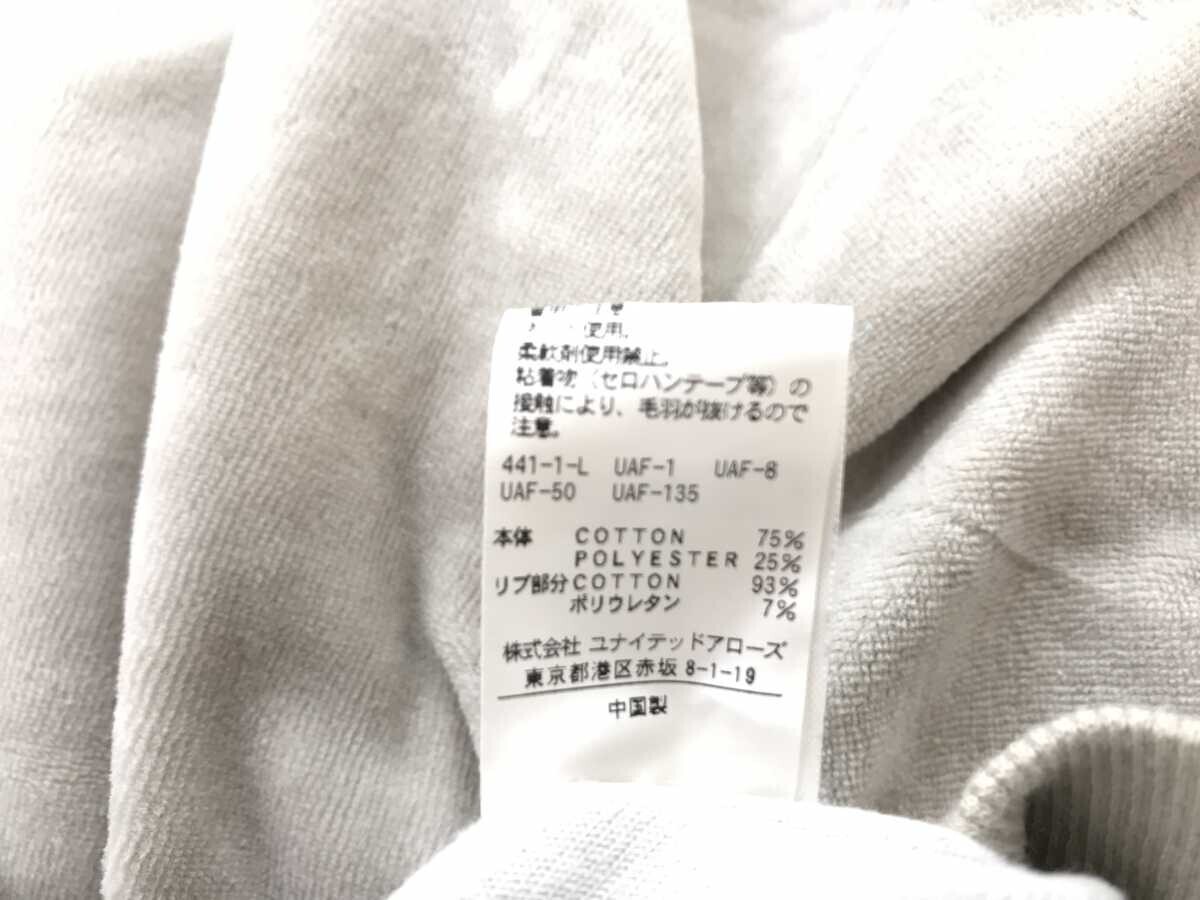 使用。
柔軟剤使用禁止。
粘着物（セロハンテープ等）の
接触により、毛羽が抜けるので
注意。
441-1-L UAF-1 UAF-8
UAF-50 UAF-135
本体 COTTON 75%
POLYESTER 25%
リブ部分 COTTON 93%
ポリウレタン 7%
株式会社 ユナイテッドアローズ
東京都港区赤坂 8-1-19
中国製